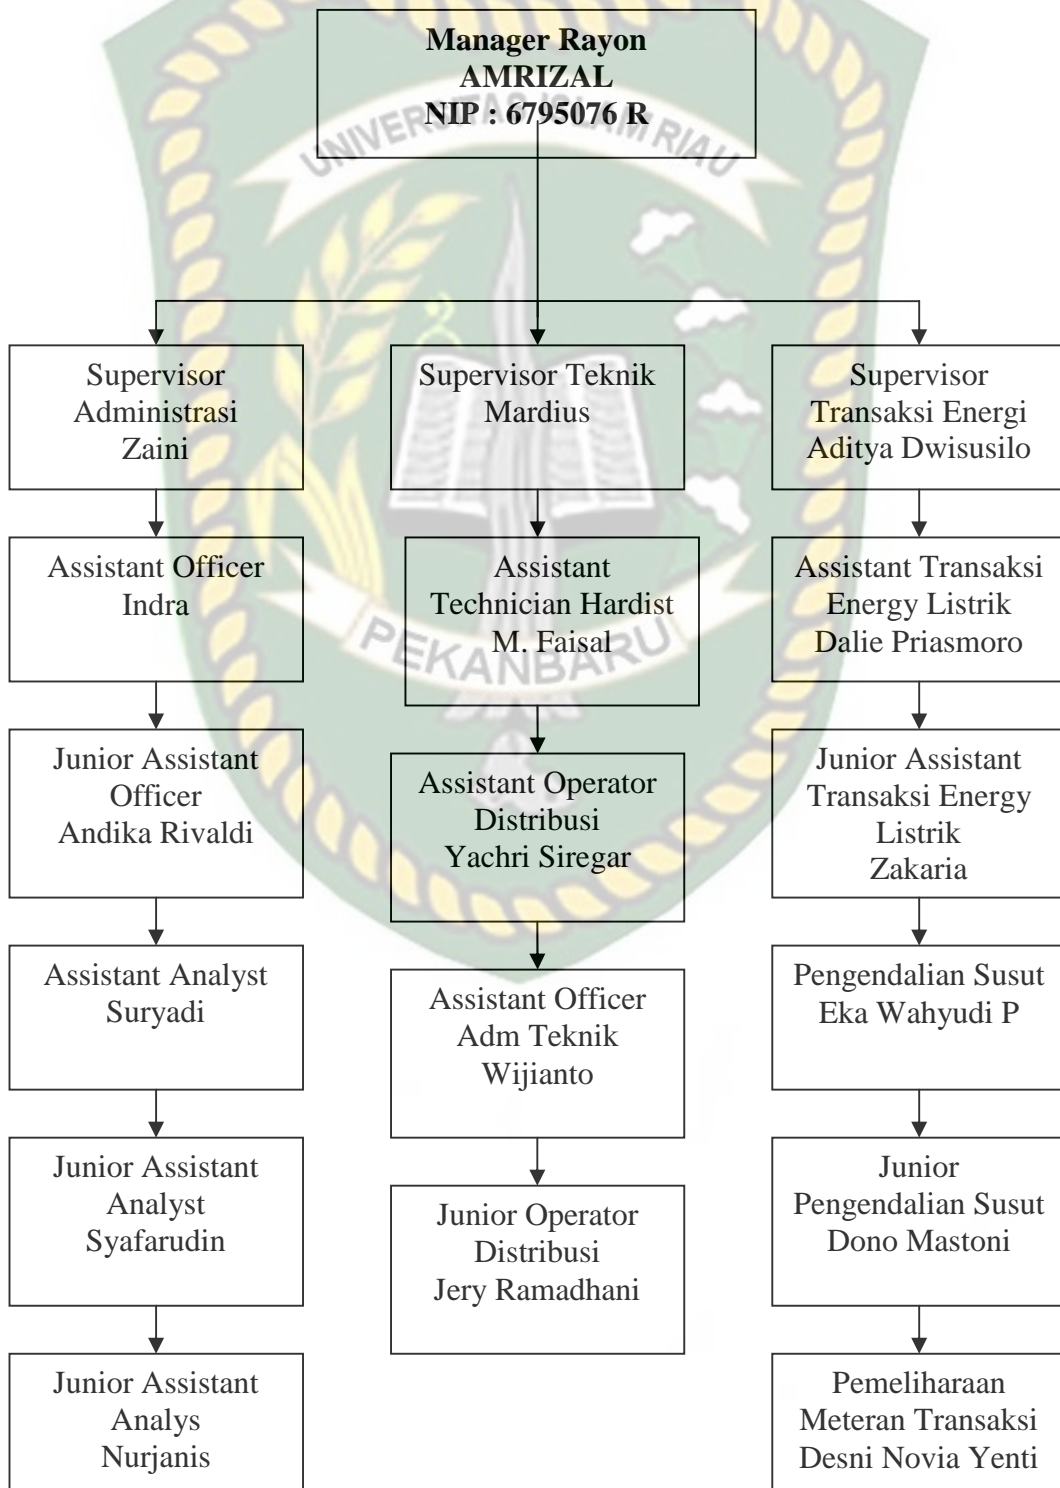 Manager Rayon
AMRIZAL
NIP : 6795076 R
UNIVERSITAS ISLAM RIAU
Supervisor
Administrasi
Zaini
Supervisor Teknik
Mardius
Supervisor
Transaksi Energi
Aditya Dwisusilo
Assistant Officer
Indra
Assistant
Technician Hardist
M. Faisal
Assistant Transaksi
Energy Listrik
Dalie Priasmoro
PEKANBARU
Junior Assistant
Officer
Andika Rivaldi
Assistant Operator
Distribusi
Yachri Siregar
Junior Assistant
Transaksi Energy
Listrik
Zakaria
Assistant Analyst
Suryadi
Assistant Officer
Adm Teknik
Wijianto
Pengendalian Susut
Eka Wahyudi P
Junior Assistant
Analyst
Syafarudin
Junior Operator
Distribusi
Jery Ramadhani
Junior
Pengendalian Susut
Dono Mastoni
Junior Assistant
Analys
Nurjanis
Pemeliharaan
Meteran Transaksi
Desni Novia Yenti